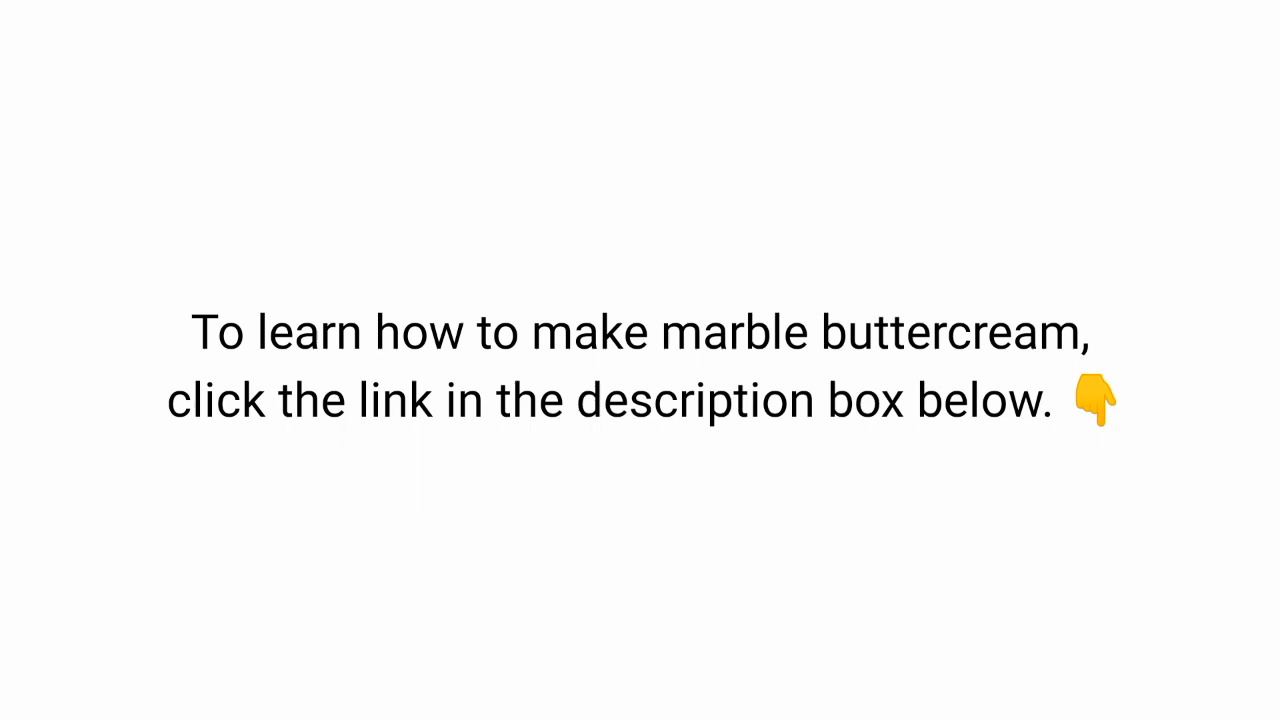 To learn how to make marble buttercream,
click the link in the description box below. 👇